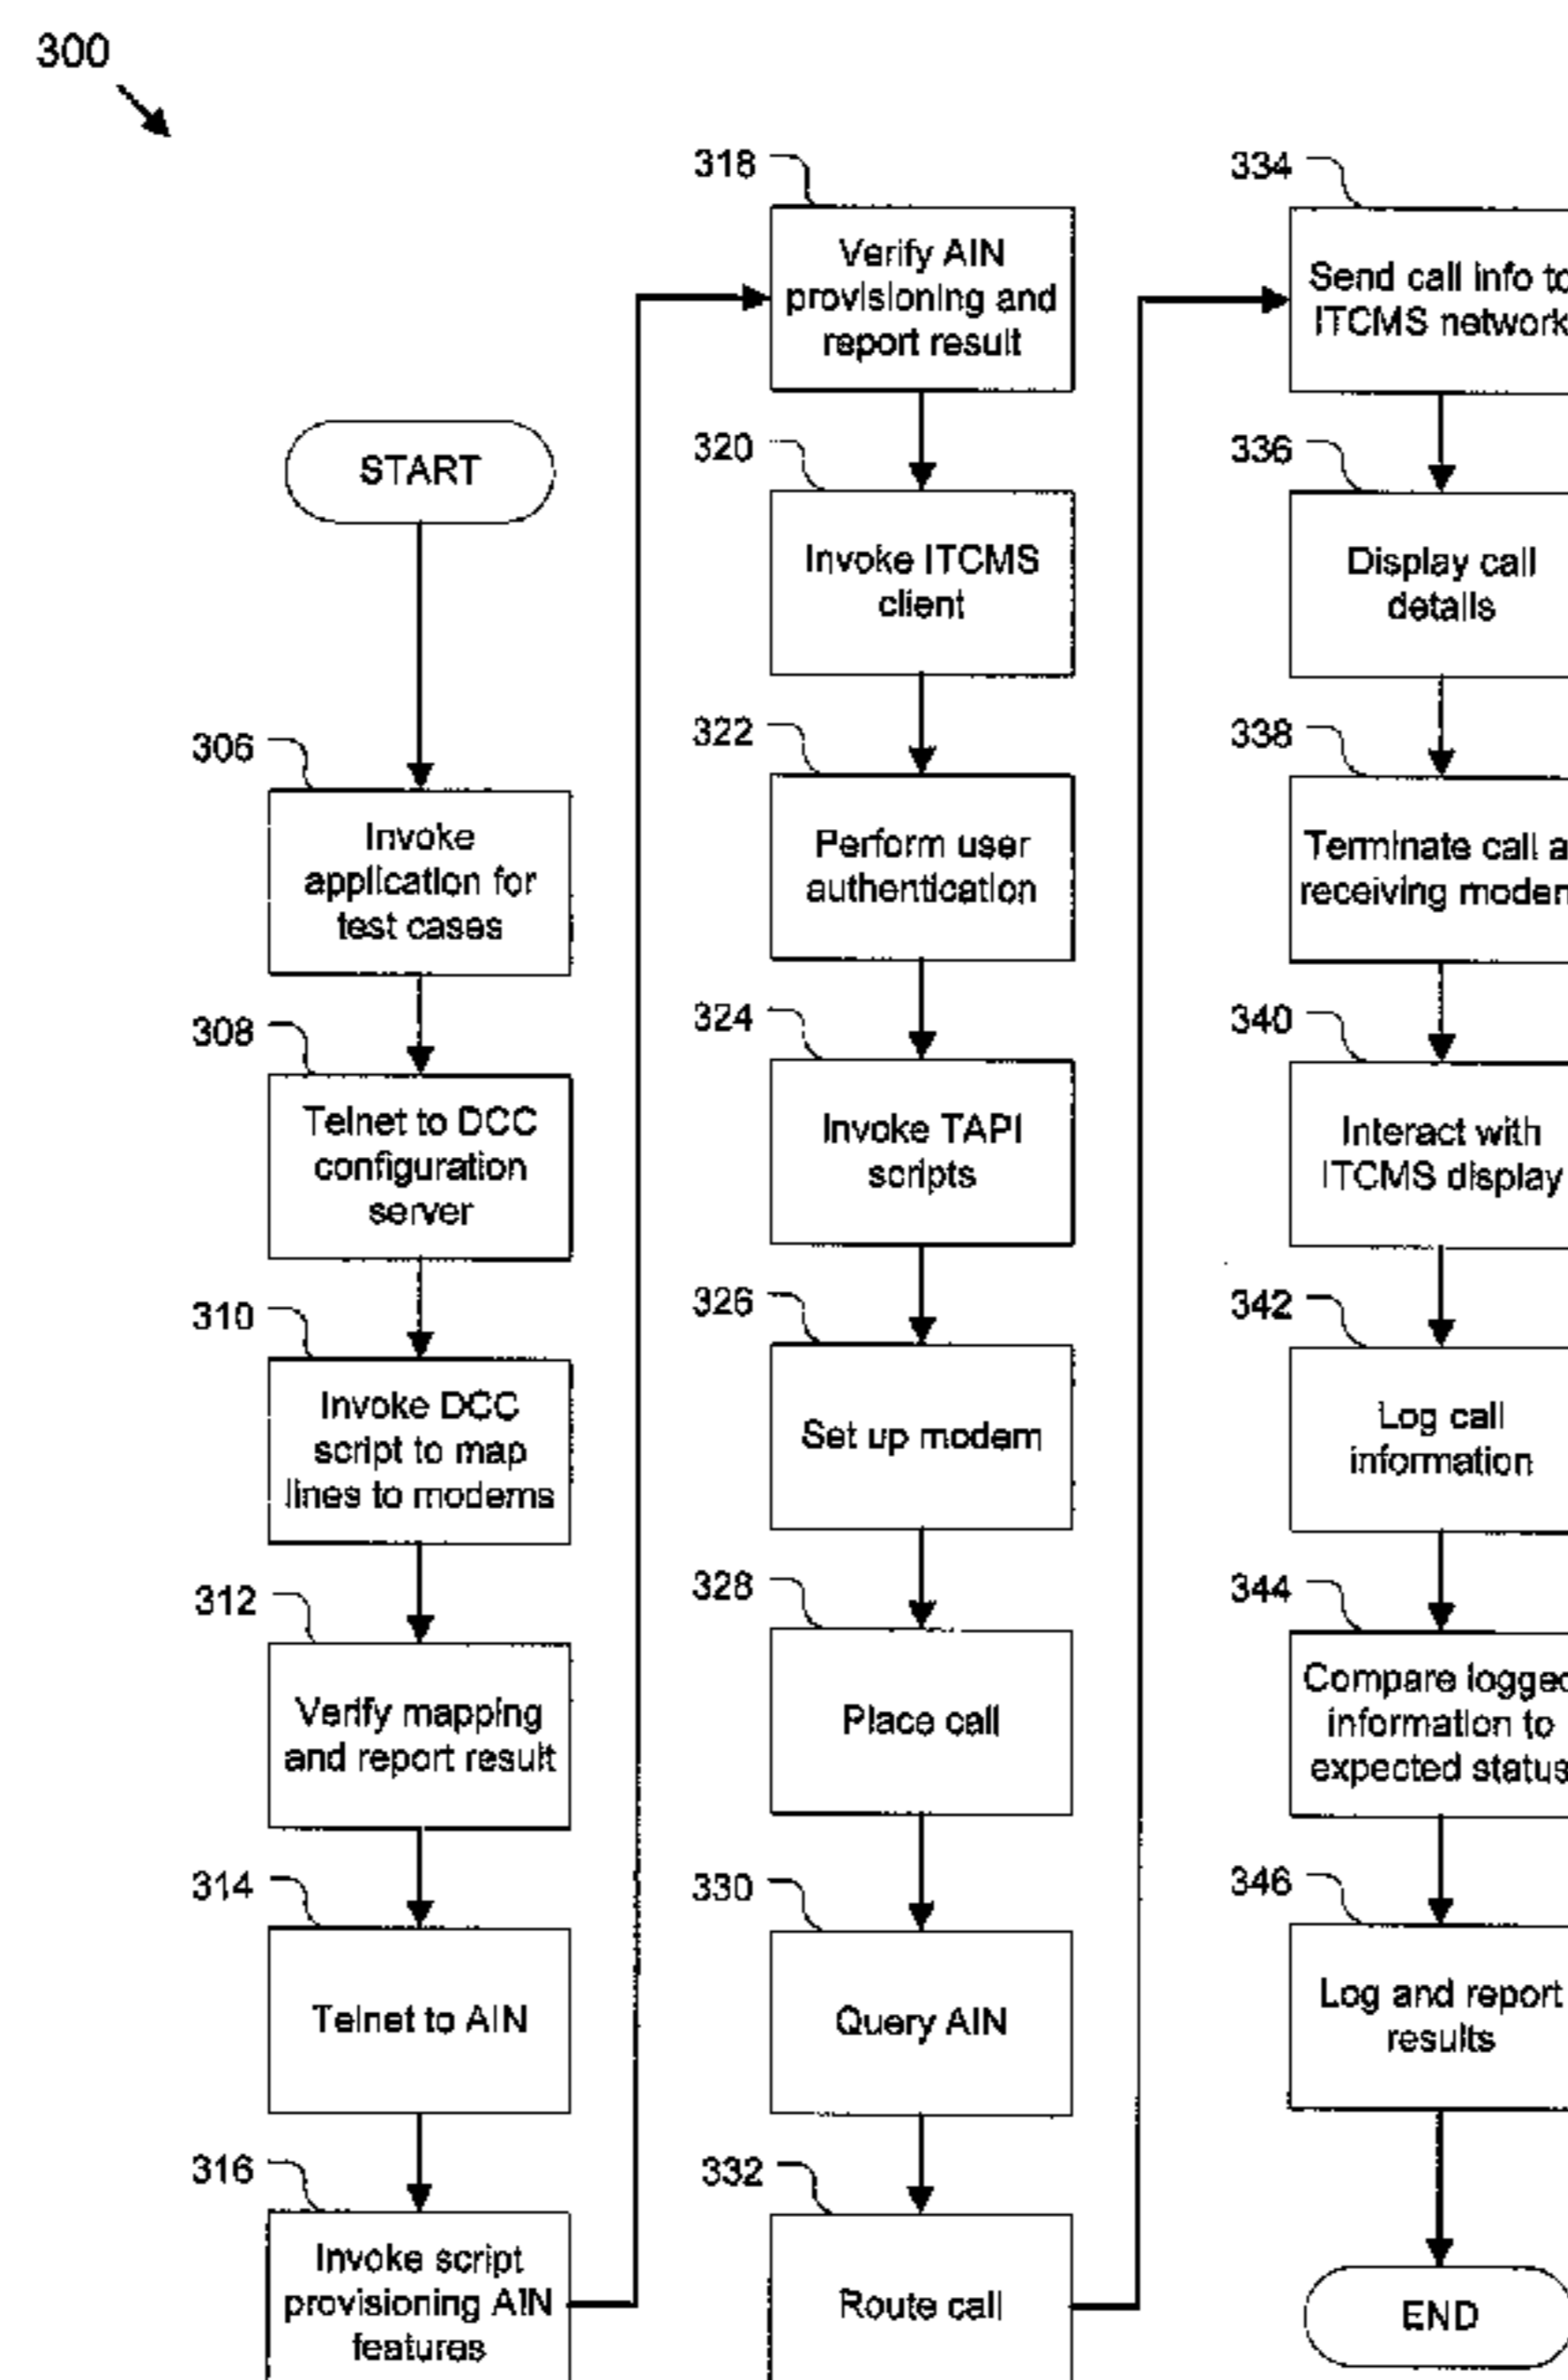 300
START
306
Invoke
application for
test cases
308
Telnet to DCC
configuration
server
310
Invoke DCC
script to map
lines to modems
312
Verify mapping
and report result
314
Telnet to AIN
316
Invoke script
provisioning AIN
features
318
Verify AIN
provisioning and
report result
320
Invoke ITCMS
client
322
Perform user
authentication
324
Invoke TAPI
scripts
326
Set up modem
328
Place call
330
Query AIN
332
Route call
334
Send call info to
ITCMS network
336
Display call
details
338
Terminate call
receiving
340
Interact with
ITCMS display
342
Log call
information
344
Compare logged
information to
expected status
346
Log and report
results
END